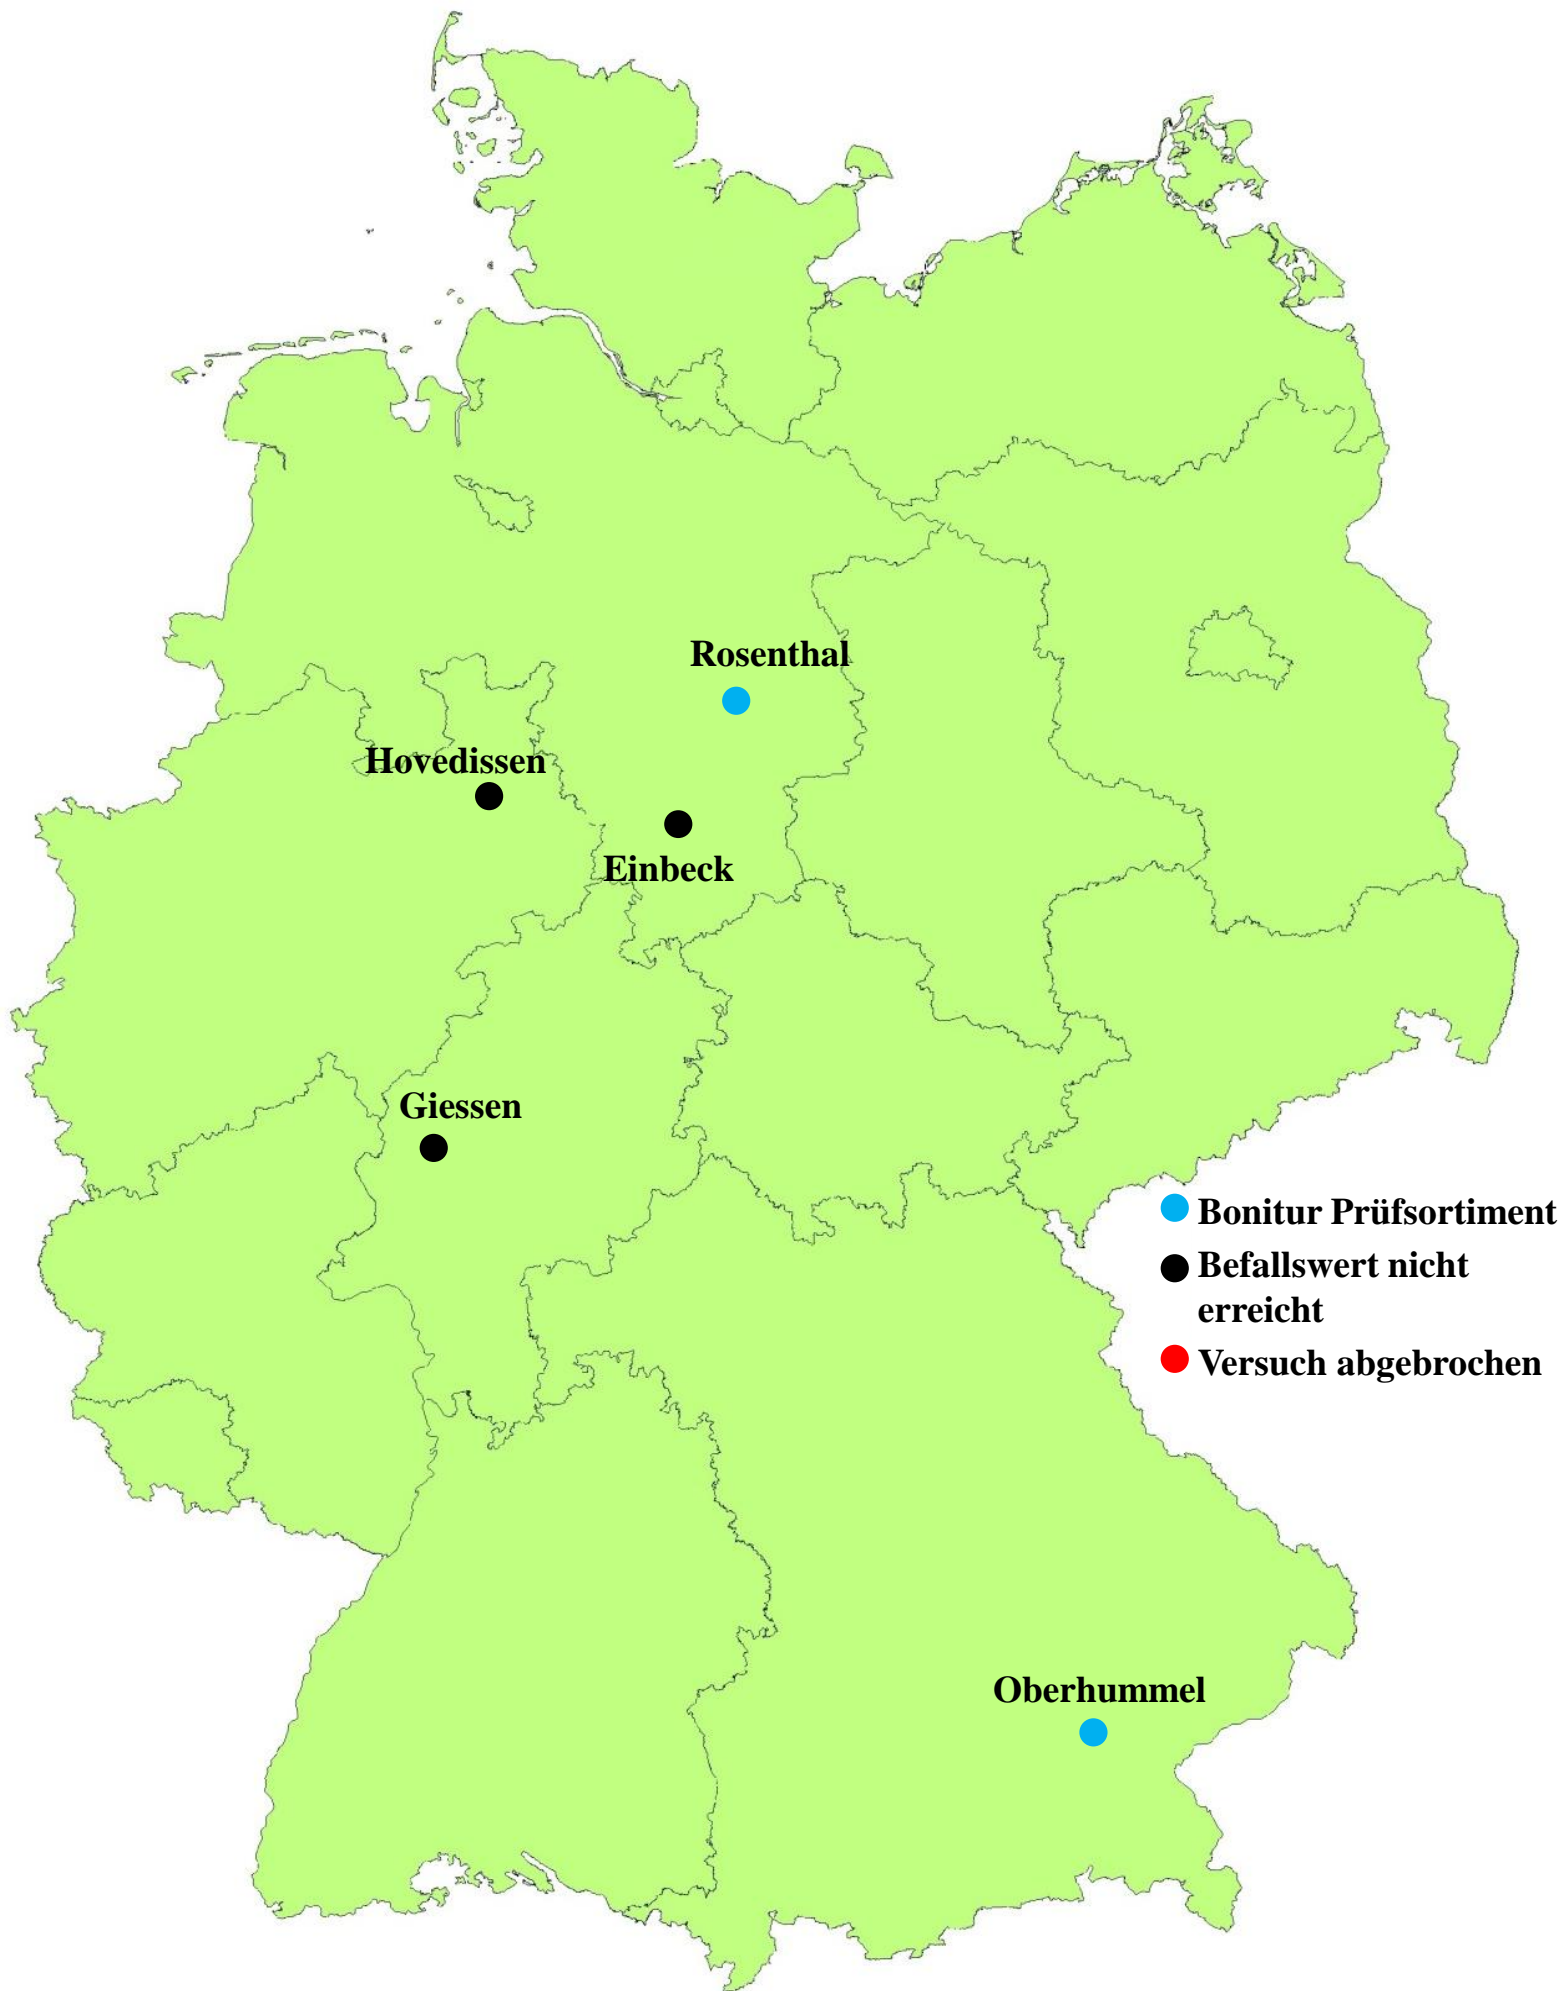 Rosenthal
Hovedissen
Einbeck
Giessen
Bonitur Prüfsortiment
Befallswert nicht
erreicht
Versuch abgebrochen
Oberhummel